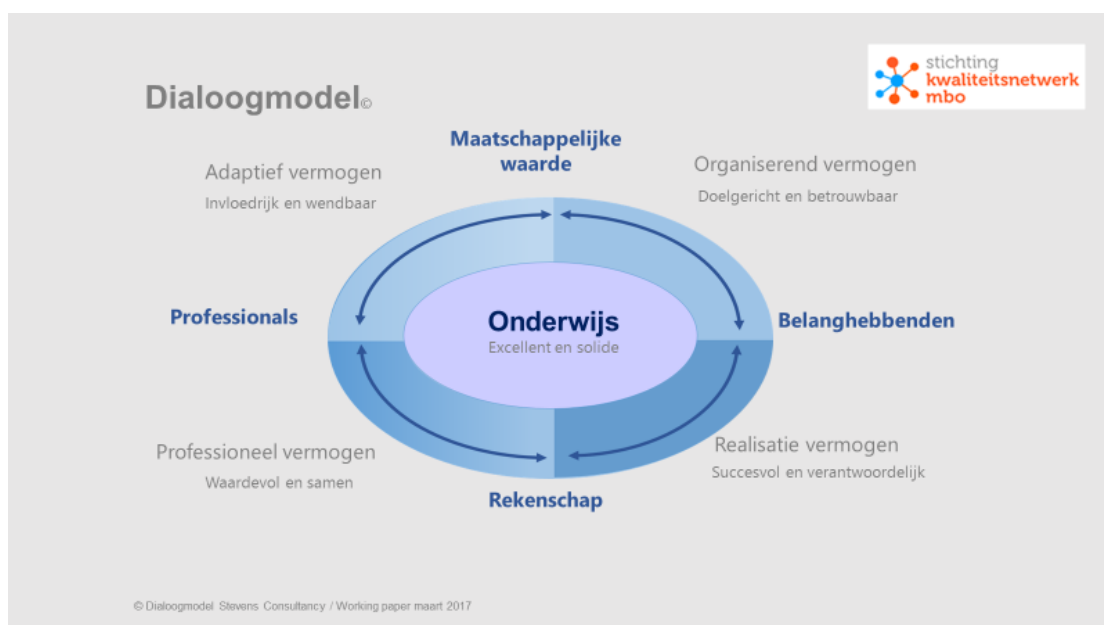 stichting
kwaliteitsnetwerk
mbo
Dialoogmodel©
Maatschappelijke
waarde
Adaptief vermogen
Invloedrijk en wendbaar
Organiserend vermogen
Doelgericht en betrouwbaar
Professionals
Onderwijs
Excellent en solide
Belanghebbenden
Professioneel vermogen
Waardevol en samen
Realisatie vermogen
Succesvol en verantwoordelijk
Rekenschap
© Dialoogmodel Stevens Consultancy / Working paper maart 2017